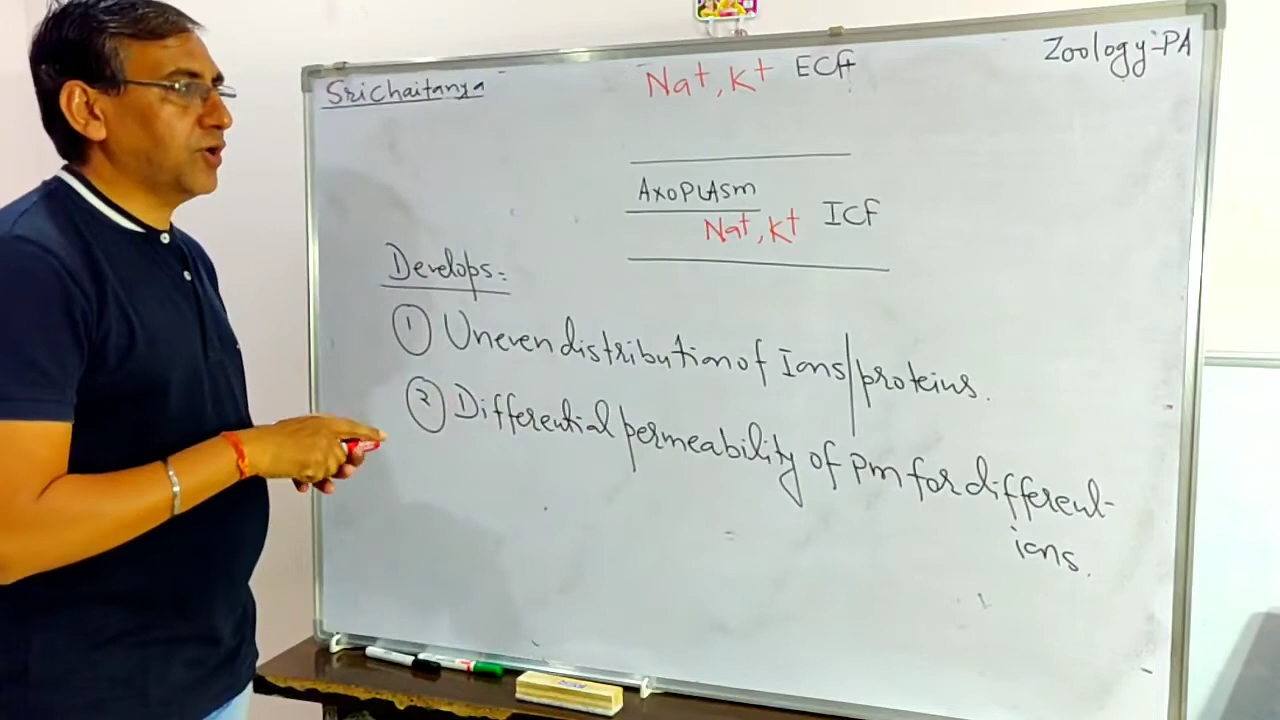 Srichaitanya
Na+, K+ ECF
Zoology-PA
AXOPLASM
Na+, K+ ICF
Develops:
① Uneven distribution of Ions/proteins.
② Differential permeability of PM for different
ions.